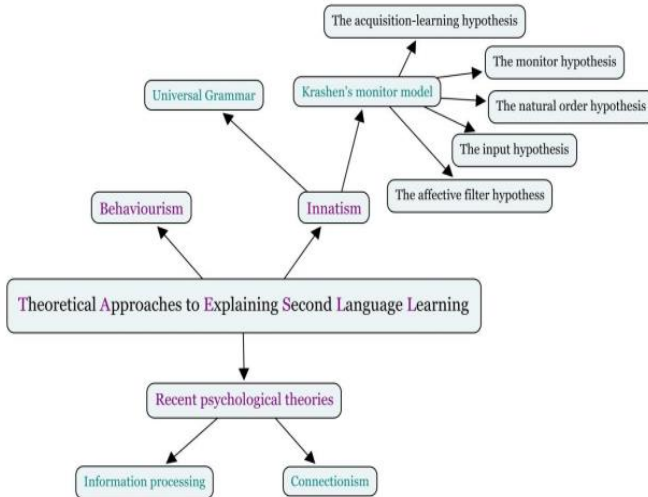 The acquisition-learning hypothesis
The monitor hypothesis
Universal Grammar
Krashen's monitor model
The natural order hypothesis
The input hypothesis
The affective filter hypothess
Behaviourism
Innatism
Theoretical Approaches to Explaining Second Language Learning
Recent psychological theories
Information processing
Connectionism